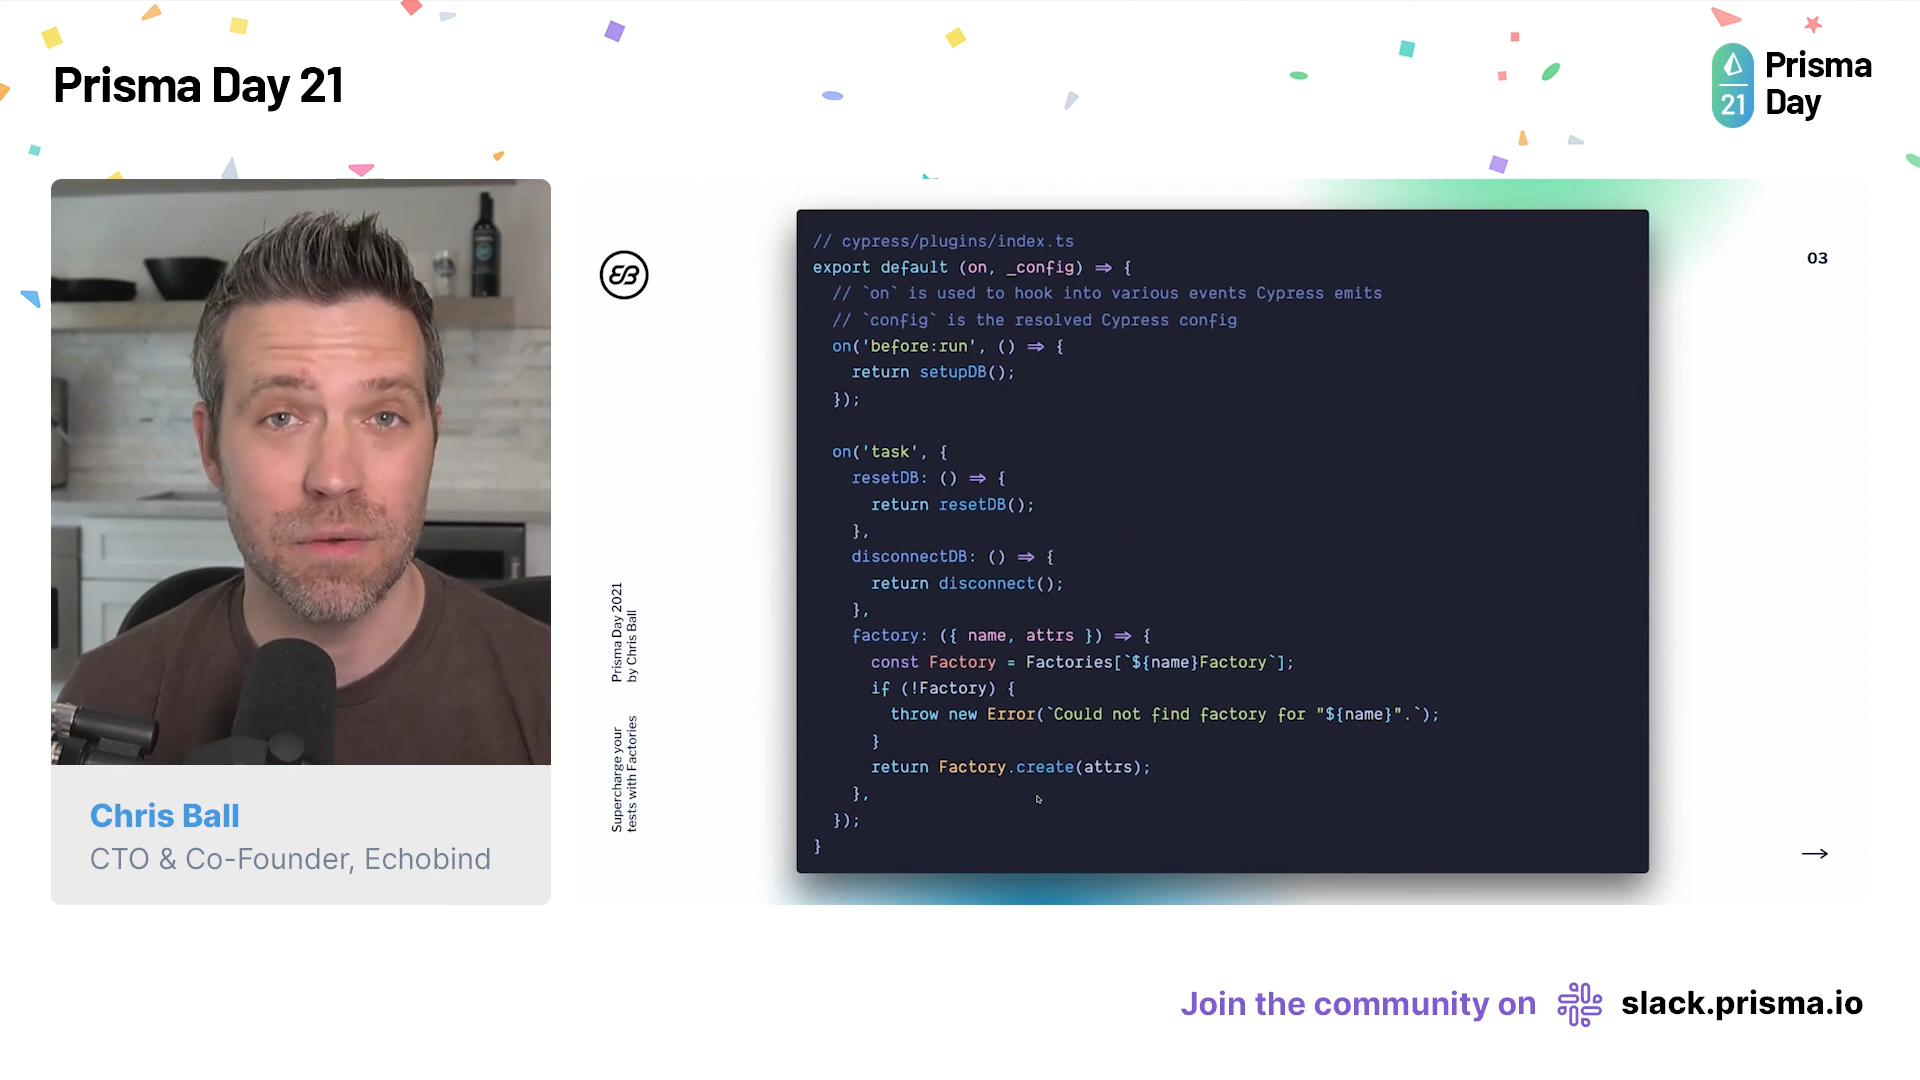 Prisma Day 21
21
Prisma
Day
EB
Prisma Day 2021
by Chris Ball
Supercharge your
tests with Factories
// cypress/plugins/index.ts
export default (on, _config) => {
  // `on` is used to hook into various events Cypress emits
  // `config` is the resolved Cypress config
  on('before:run', () => {
    return setupDB();
  });

  on('task', {
    resetDB: () => {
      return resetDB();
    },
    disconnectDB: () => {
      return disconnect();
    },
    factory: ({ name, attrs }) => {
      const Factory = Factories[`${name}Factory`];
      if (!Factory) {
        throw new Error(`Could not find factory for "${name}".`);
      }
      return Factory.create(attrs);
    },
  });
}
03
Chris Ball
CTO & Co-Founder, Echobind
Join the community on slack.prisma.io